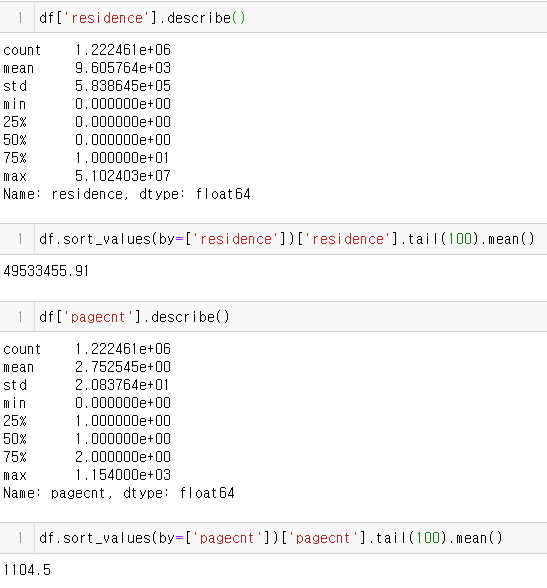 1 df['residence'].describe()
count 1.222461e+06
mean 9.605764e+03
std 5.838645e+05
min 0.000000e+00
25% 0.000000e+00
50% 0.000000e+00
75% 1.000000e+01
max 5.102403e+07
Name: residence, dtype: float64
1 df.sort_values(by=['residence'])['residence'].tail(100).mean()
49533455.91
1 df['pagecnt'].describe()
count 1.222461e+06
mean 2.752545e+00
std 2.083764e+01
min 0.000000e+00
25% 1.000000e+00
50% 1.000000e+00
75% 2.000000e+00
max 1.154000e+03
Name: pagecnt, dtype: float64
1 df.sort_values(by=['pagecnt'])['pagecnt'].tail(100).mean()
1104.5